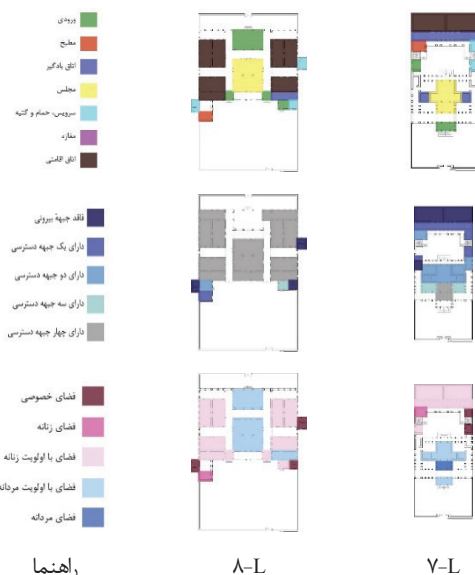 ورودی
مطبخ
اتاق بادگیر
مجلس
سرویس، حمام و گنتیه
مغازه
اتاق اقامتی
فاقد جبههٔ بیرونی
دارای یک جبهه دسترسی
دارای دو جبهه دسترسی
دارای سه جبهه دسترسی
دارای چهار جبهه دسترسی
فضای خصوصی
فضای زنانه
فضای با اولویت زنانه
فضای با اولویت مردانه
فضای مردانه
راهنما
۸-L
۷-L